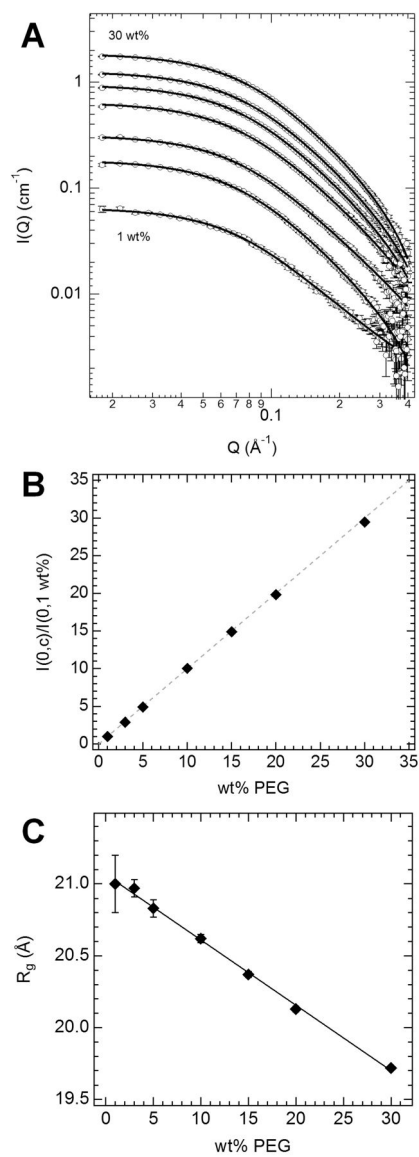 A
30 wt%
1
0.1
0.01
1 wt%
I(Q) (cm⁻¹)
2 3 4 5 6 7 8 9 2 3 4
0.1
Q (Å⁻¹)
B
35
30
25
20
15
10
5
0
I(0,c)/I(0,1 wt%)
0 5 10 15 20 25 30 35
wt% PEG
C
21.0
20.5
20.0
19.5
R_g (Å)
0 5 10 15 20 25 30
wt% PEG